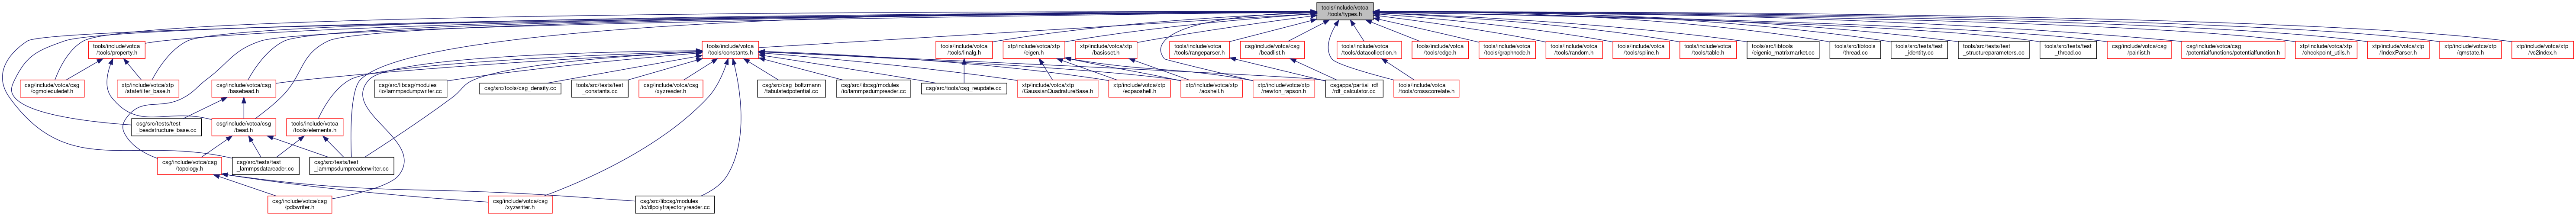 tools/include/votca
/tools/types.h
tools/include/votca
/tools/property.h
tools/include/votca
/tools/constants.h
tools/include/votca
/tools/linalg.h
xtp/include/votca/xtp
/eigen.h
xtp/include/votca/xtp
/basisset.h
tools/include/votca
/tools/rangeparser.h
csg/include/votca/csg
/beadlist.h
tools/include/votca
/tools/datacollection.h
tools/include/votca
/tools/edge.h
tools/include/votca
/tools/graphnode.h
tools/include/votca
/tools/random.h
tools/include/votca
/tools/spline.h
tools/include/votca
/tools/table.h
tools/src/libtools
/eigenio_matrixmarket.cc
tools/src/libtools
/thread.cc
tools/src/tests/test
_identity.cc
tools/src/tests/test
_structureparameters.cc
tools/src/tests/test
_thread.cc
csg/include/votca/csg
/pairlist.h
csg/include/votca/csg
/potentialfunctions/potentialfunction.h
xtp/include/votca/xtp
/checkpoint_utils.h
xtp/include/votca/xtp
/IndexParser.h
xtp/include/votca/xtp
/qmstate.h
xtp/include/votca/xtp
/vc2index.h
csg/include/votca/csg
/cgmoleculedef.h
xtp/include/votca/xtp
/statefilter_base.h
csg/include/votca/csg
/basebead.h
csg/src/libcsg/modules
/io/lammpsdumpwriter.cc
csg/src/tools/csg_density.cc
tools/src/tests/test
_constants.cc
csg/include/votca/csg
/xyzreader.h
csg/src/csg_boltzmann
/tabulatedpotential.cc
csg/src/libcsg/modules
/io/lammpsdumpreader.cc
csg/src/tools/csg_reupdate.cc
xtp/include/votca/xtp
/GaussianQuadratureBase.h
xtp/include/votca/xtp
/ecpaoshell.h
xtp/include/votca/xtp
/aoshell.h
xtp/include/votca/xtp
/newton_rapson.h
csgapps/partial_rdf
/rdf_calculator.cc
tools/include/votca
/tools/crosscorrelate.h
csg/src/tests/test
_beadstructure_base.cc
csg/include/votca/csg
/bead.h
tools/include/votca
/tools/elements.h
csg/include/votca/csg
/topology.h
csg/src/tests/test
_lammpsdatareader.cc
csg/src/tests/test
_lammpsdumpreaderwriter.cc
csg/include/votca/csg
/pdbwriter.h
csg/include/votca/csg
/xyzwriter.h
csg/src/libcsg/modules
/io/dlpolytrajectoryreader.cc